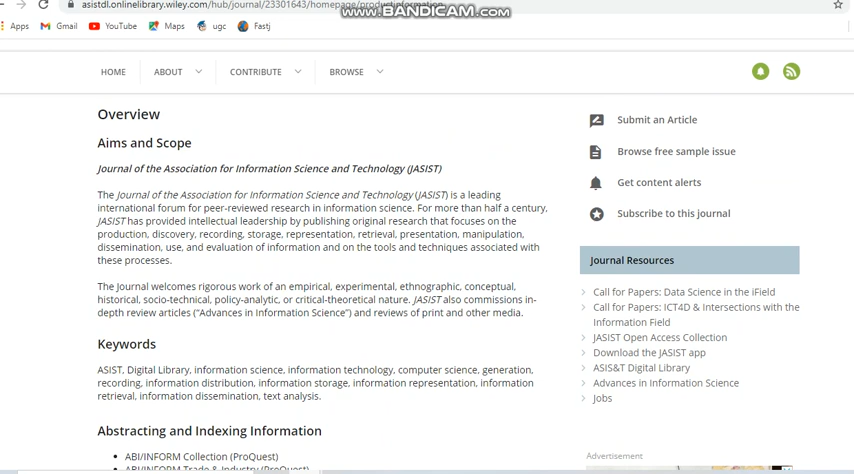 asistdl.onlinelibrary.wiley.com/hub/journal/23301643/homepage/productinformation
www.BANDICAM.com
Apps Gmail YouTube Maps ugc Fastj
HOME ABOUT CONTRIBUTE BROWSE
Overview
Aims and Scope
Journal of the Association for Information Science and Technology (JASIST)
The Journal of the Association for Information Science and Technology (JASIST) is a leading
international forum for peer-reviewed research in information science. For more than half a century,
JASIST has provided intellectual leadership by publishing original research that focuses on the
production, discovery, recording, storage, representation, retrieval, presentation, manipulation,
dissemination, use, and evaluation of information and on the tools and techniques associated with
these processes.
The Journal welcomes rigorous work of an empirical, experimental, ethnographic, conceptual,
historical, socio-technical, policy-analytic, or critical-theoretical nature. JASIST also commissions in-
depth review articles (“Advances in Information Science”) and reviews of print and other media.
Keywords
ASIST, Digital Library, information science, information technology, computer science, generation,
recording, information distribution, information storage, information representation, information
retrieval, information dissemination, text analysis.
Abstracting and Indexing Information
ABI/INFORM Collection (ProQuest)
ABI/INFORM Trade & Industry (ProQuest)
Submit an Article
Browse free sample issue
Get content alerts
Subscribe to this journal
Journal Resources
Call for Papers: Data Science in the iField
Call for Papers: ICT4D & Intersections with the
Information Field
JASIST Open Access Collection
Download the JASIST app
ASIS&T Digital Library
Advances in Information Science
Jobs
Advertisement